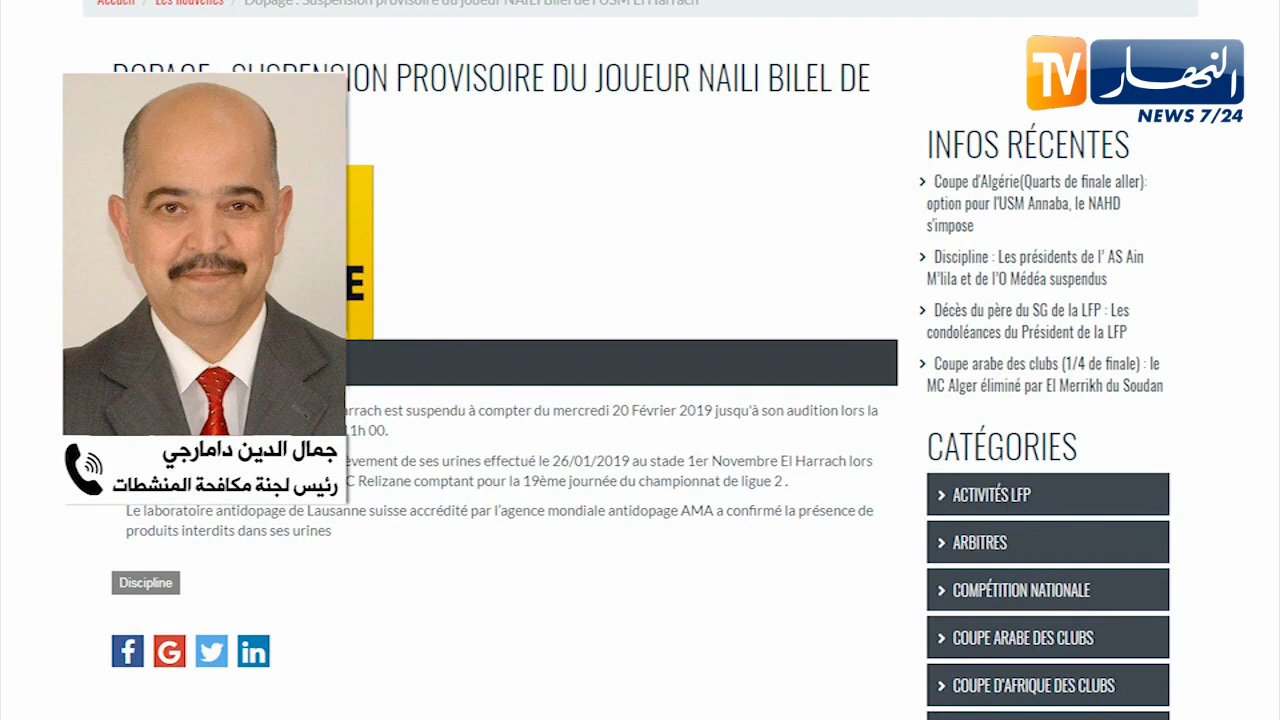 Accueil / Les nouvelles / Dopage : Suspension provisoire du joueur NAILI Bilel de l'USM El Harrach
DOPAGE : SUSPENSION PROVISOIRE DU JOUEUR NAILI BILEL DE
E
arrach est suspendu à compter du mercredi 20 Février 2019 jusqu'à son audition lors la
11h 00.
èvement de ses urines effectué le 26/01/2019 au stade 1er Novembre El Harrach lors
C Relizane comptant pour la 19ème journée du championnat de ligue 2 .
Le laboratoire antidopage de Lausanne suisse accrédité par l'agence mondiale antidopage AMA a confirmé la présence de
produits interdits dans ses urines
جمال الدين دامارجي
رئيس لجنة مكافحة المنشطات
Discipline
f G in
TV النهار
NEWS 7/24
INFOS RÉCENTES
Coupe d'Algérie(Quarts de finale aller):
option pour l'USM Annaba, le NAHD
s'impose
Discipline : Les présidents de l' AS Ain
M'lila et de l'O Médéa suspendus
Décès du père du SG de la LFP : Les
condoléances du Président de la LFP
Coupe arabe des clubs (1/4 de finale) : le
MC Alger éliminé par El Merrikh du Soudan
CATÉGORIES
ACTIVITÉS LFP
ARBITRES
COMPÉTITION NATIONALE
COUPE ARABE DES CLUBS
COUPE D'AFRIQUE DES CLUBS